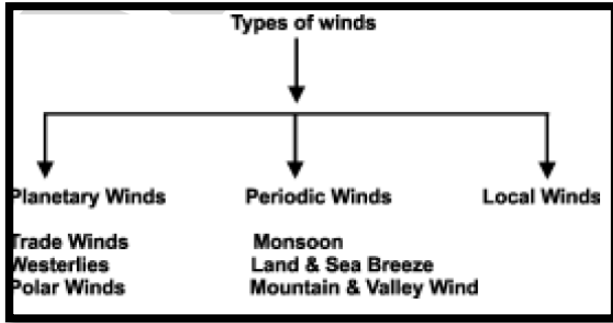 Types of winds
Planetary Winds
Periodic Winds
Local Winds
Trade Winds
Monsoon
Westerlies
Land & Sea Breeze
Polar Winds
Mountain & Valley Wind